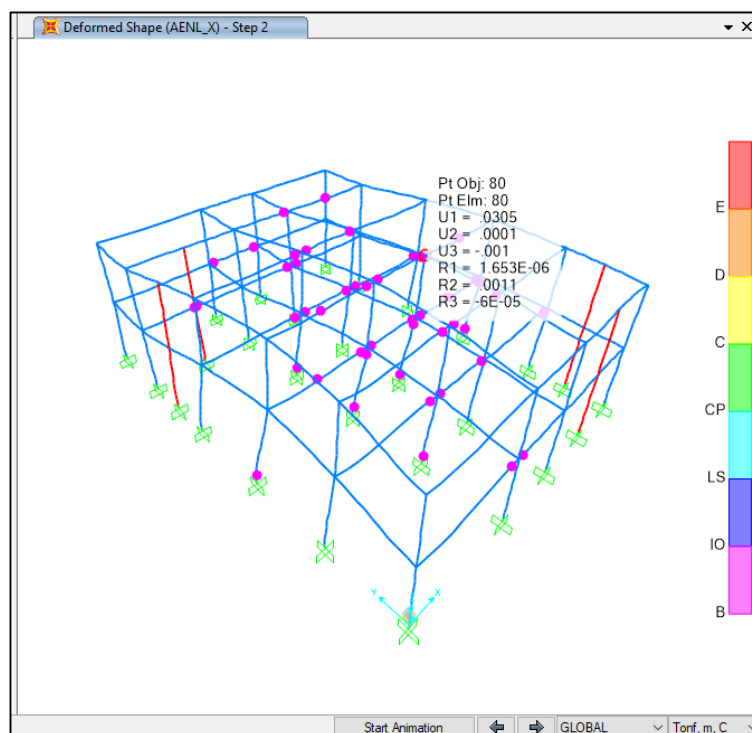 Deformed Shape (AENL_X) - Step 2
Pt Obj: 80
Pt Elm: 80
U1 = .0305
U2 = .0001
U3 = -.001
R1 = 1.653E-06
R2 = .0011
R3 = -6E-05
E
D
C
CP
LS
IO
B
Y
X
Start Animation
GLOBAL
Tonf, m, C